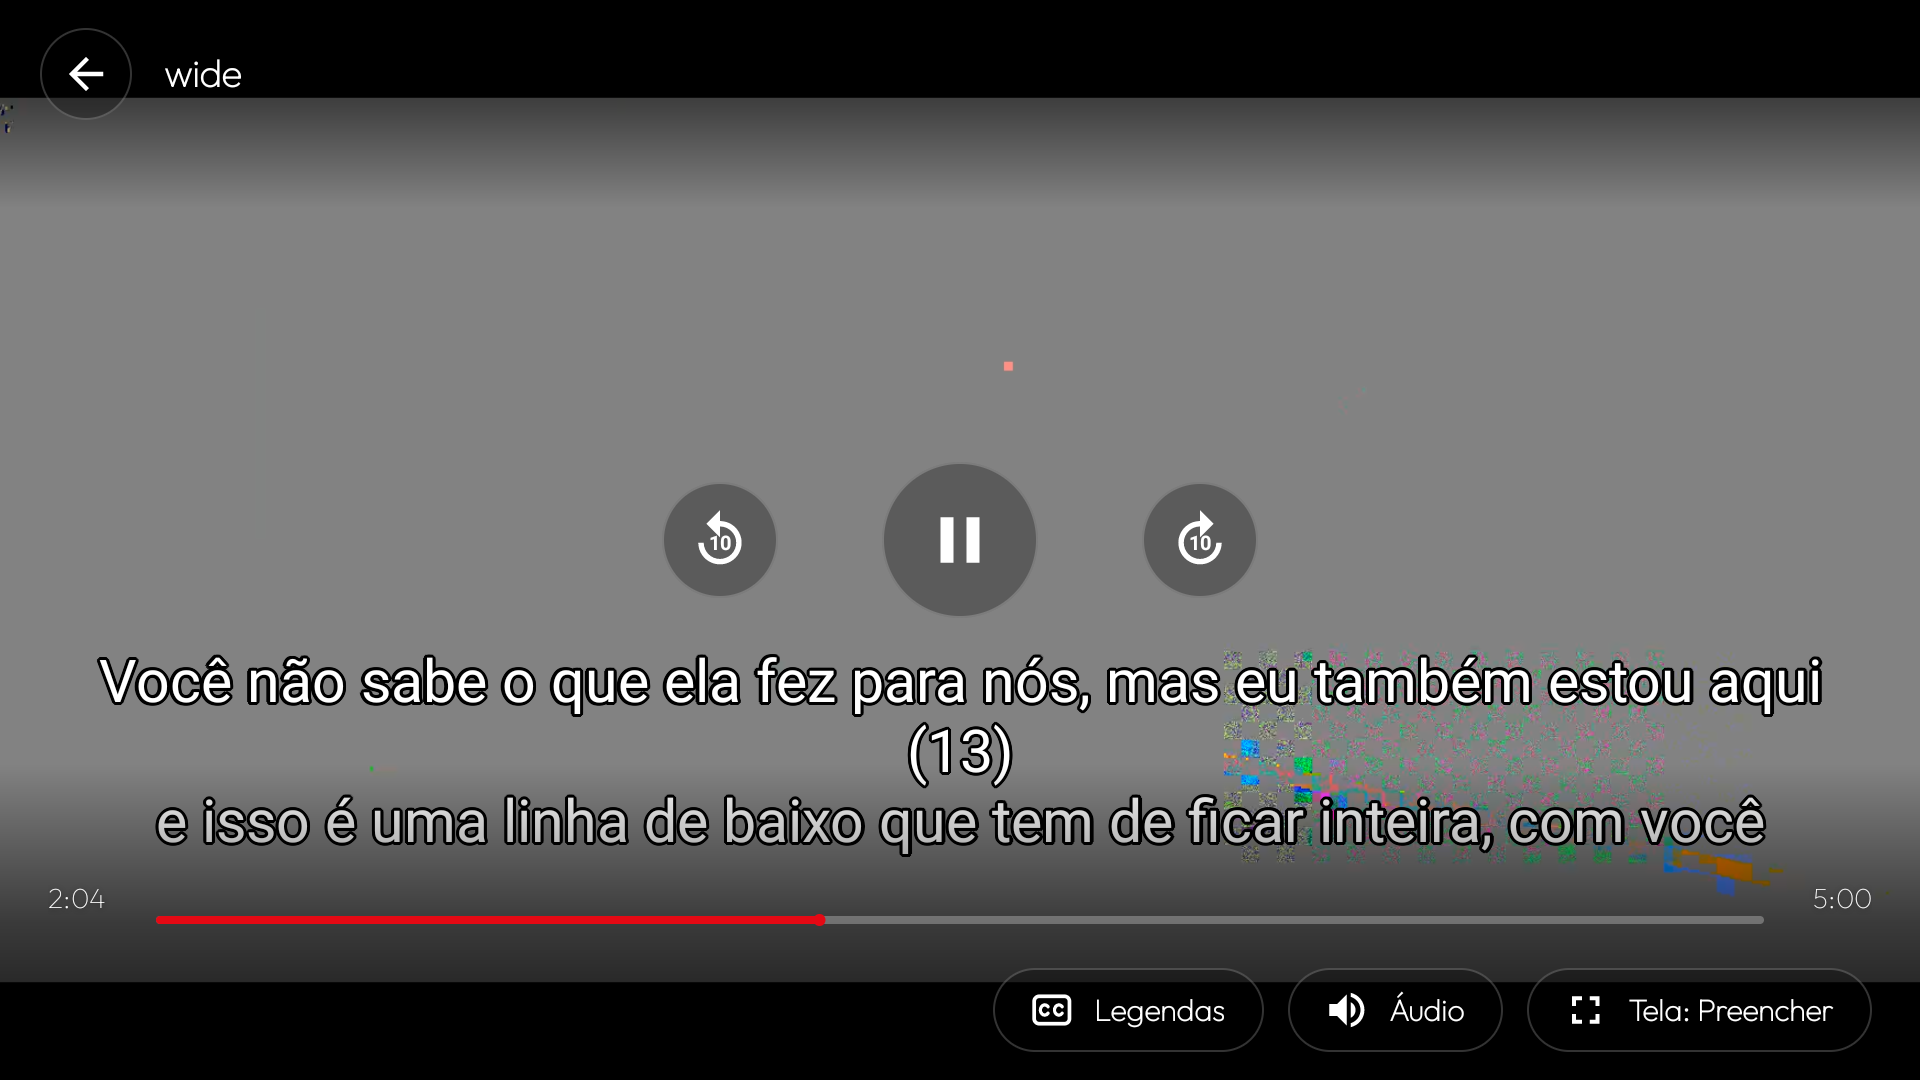 wide
10
10
Você não sabe o que ela fez para nós, mas eu também estou aqui
(13)
e isso é uma linha de baixo que tem de ficar inteira, com você
2:04
5:00
CC Legendas
Áudio
Tela: Preencher